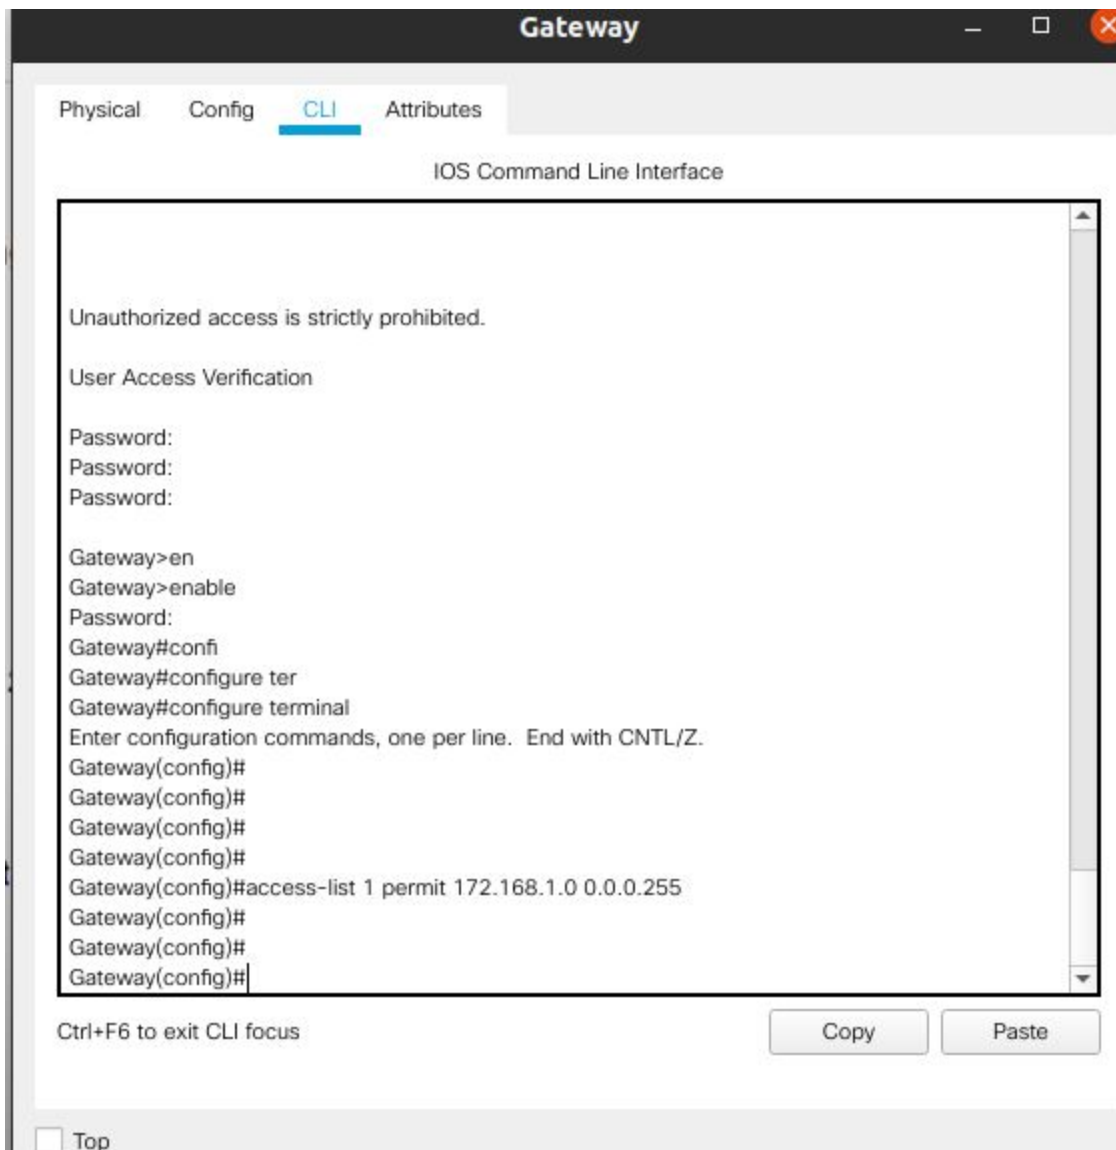 Gateway
Physical Config CLI Attributes
IOS Command Line Interface
Unauthorized access is strictly prohibited.
User Access Verification
Password:
Password:
Password:
Gateway>en
Gateway>enable
Password:
Gateway#confi
Gateway#configure ter
Gateway#configure terminal
Enter configuration commands, one per line.  End with CNTL/Z.
Gateway(config)#
Gateway(config)#
Gateway(config)#
Gateway(config)#
Gateway(config)#access-list 1 permit 172.168.1.0 0.0.0.255
Gateway(config)#
Gateway(config)#
Gateway(config)#
Ctrl+F6 to exit CLI focus
Copy Paste
Top